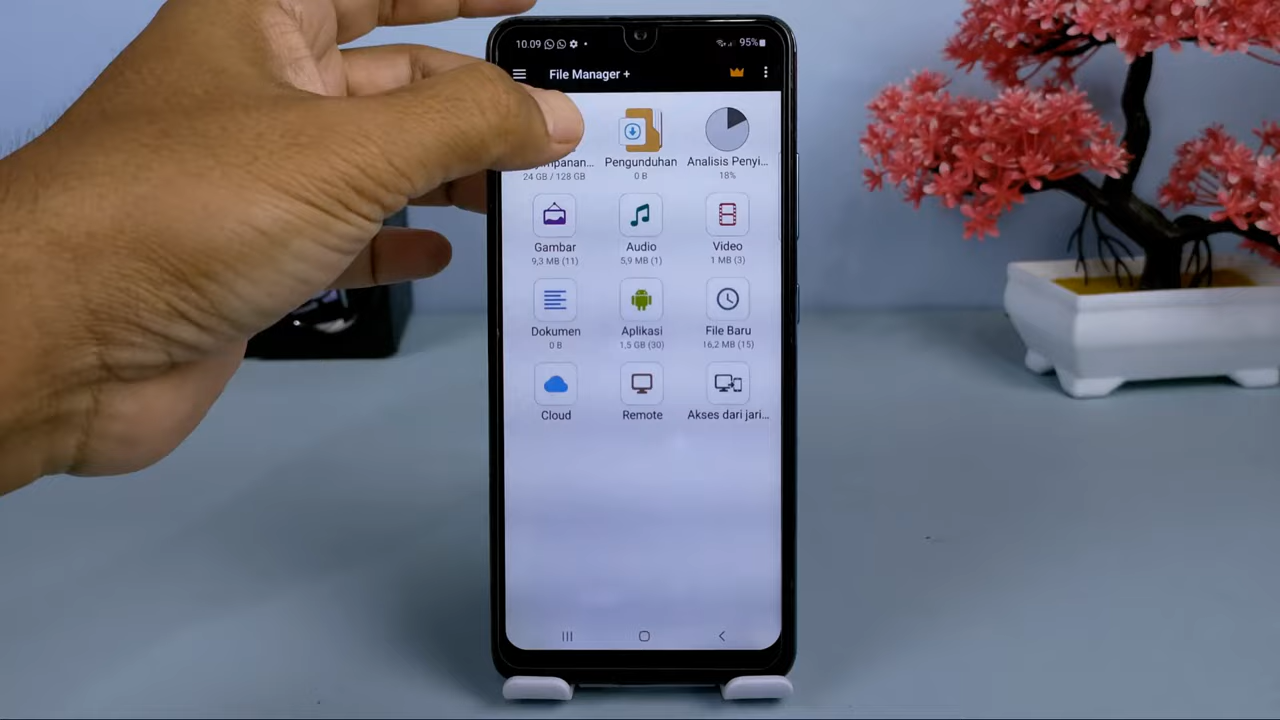 10.09 95%
File Manager +
Pengunduhan Analisis Penyi...
24 GB / 128 GB 0 B 18%
Gambar Audio Video
9,3 MB (11) 5,9 MB (1) 1 MB (3)
Dokumen Aplikasi File Baru
0 B 1,5 GB (30) 16,2 MB (15)
Cloud Remote Akses dari jari...